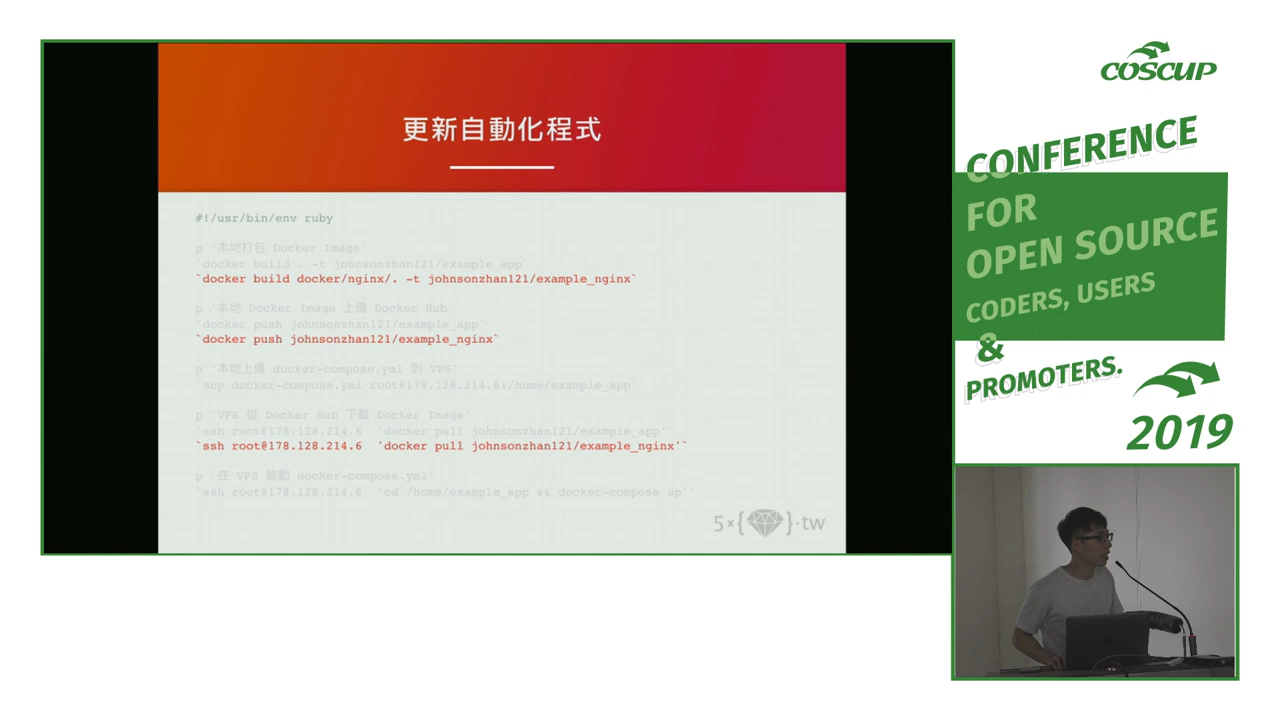 更新自動化程式
#!/usr/bin/env ruby
p '本地打包 Docker Image'
`docker build . -t johnsonzhan121/example_app`
`docker build docker/nginx/. -t johnsonzhan121/example_nginx`
p '本地 Docker Image 上傳 Docker Hub'
`docker push johnsonzhan121/example_app`
`docker push johnsonzhan121/example_nginx`
p '本地上傳 docker-compose.yml 到 VPS'
`scp docker-compose.yml root@178.128.214.6:/home/example_app`
p 'VPS 從 Docker Hub 下載 Docker Image'
`ssh root@178.128.214.6  'docker pull johnsonzhan121/example_app'`
`ssh root@178.128.214.6  'docker pull johnsonzhan121/example_nginx'`
p '在 VPS 啟動 docker-compose.yml'
`ssh root@178.128.214.6  'cd /home/example_app && docker-compose up'`
5×{}·tw
COSCUP
CONFERENCE
FOR
OPEN SOURCE
CODERS, USERS
&
PROMOTERS.
2019